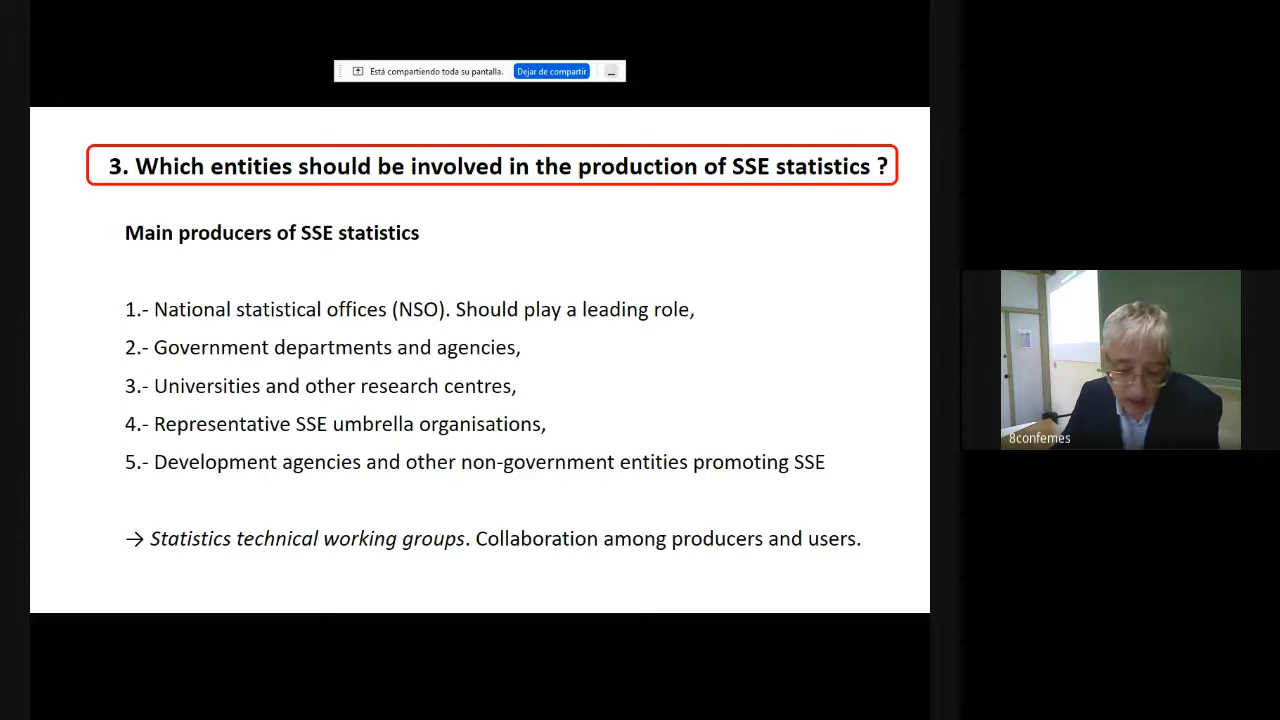 Está compartiendo toda su pantalla. Dejar de compartir
3. Which entities should be involved in the production of SSE statistics ?
Main producers of SSE statistics
1.- National statistical offices (NSO). Should play a leading role,
2.- Government departments and agencies,
3.- Universities and other research centres,
4.- Representative SSE umbrella organisations,
5.- Development agencies and other non-government entities promoting SSE
→ Statistics technical working groups. Collaboration among producers and users.
8confemes